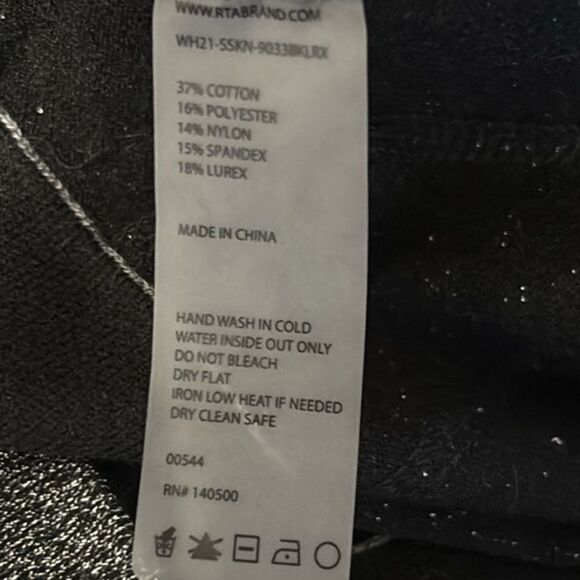 WWW.RTABRAND.COM
WH21-SSKN-9033BKLRX
37% COTTON
16% POLYESTER
14% NYLON
15% SPANDEX
18% LUREX
MADE IN CHINA
HAND WASH IN COLD
WATER INSIDE OUT ONLY
DO NOT BLEACH
DRY FLAT
IRON LOW HEAT IF NEEDED
DRY CLEAN SAFE
00544
RN# 140500